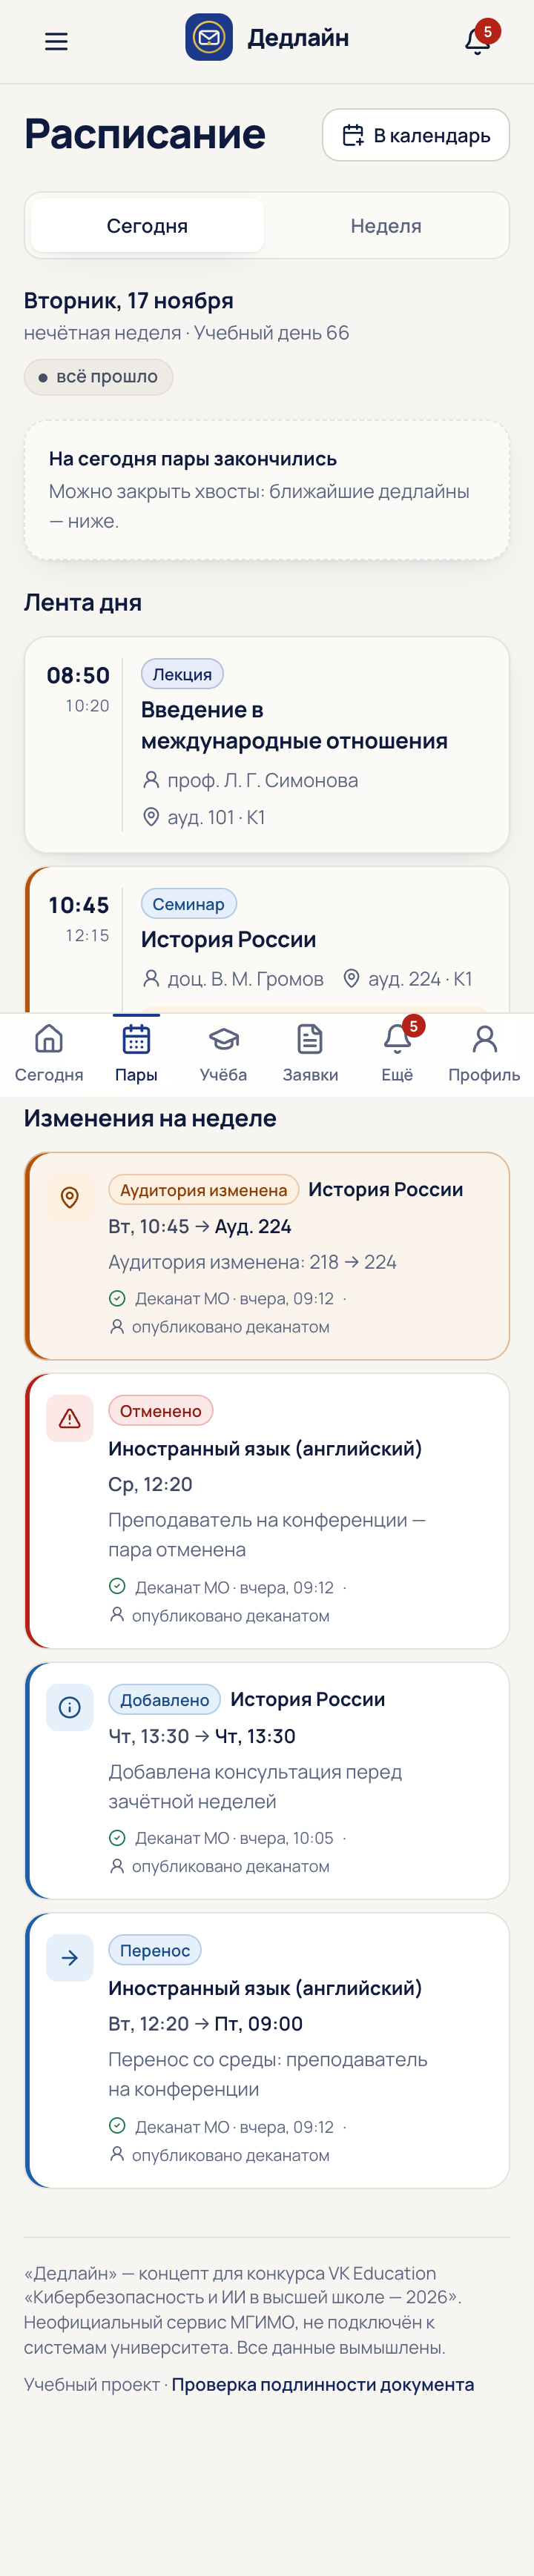 Дедлайн
5
Расписание
В календарь
Сегодня
Неделя
Вторник, 17 ноября
нечётная неделя · Учебный день 66
всё прошло
На сегодня пары закончились
Можно закрыть хвосты: ближайшие дедлайны
— ниже.
Лента дня
08:50
10:20
Лекция
Введение в
международные отношения
проф. Л. Г. Симонова
ауд. 101 · К1
10:45
12:15
Семинар
История России
доц. В. М. Громов
ауд. 224 · К1
Сегодня
Пары
Учёба
Заявки
5
Ещё
Профиль
Изменения на неделе
Аудитория изменена
История России
Вт, 10:45 → Ауд. 224
Аудитория изменена: 218 → 224
Деканат МО · вчера, 09:12 ·
опубликовано деканатом
Отменено
Иностранный язык (английский)
Ср, 12:20
Преподаватель на конференции —
пара отменена
Деканат МО · вчера, 09:12 ·
опубликовано деканатом
Добавлено
История России
Чт, 13:30 → Чт, 13:30
Добавлена консультация перед
зачётной неделей
Деканат МО · вчера, 10:05 ·
опубликовано деканатом
Перенос
Иностранный язык (английский)
Вт, 12:20 → Пт, 09:00
Перенос со среды: преподаватель
на конференции
Деканат МО · вчера, 09:12 ·
опубликовано деканатом
«Дедлайн» — концепт для конкурса VK Education
«Кибербезопасность и ИИ в высшей школе — 2026».
Неофициальный сервис МГИМО, не подключён к
системам университета. Все данные вымышлены.
Учебный проект · Проверка подлинности документа